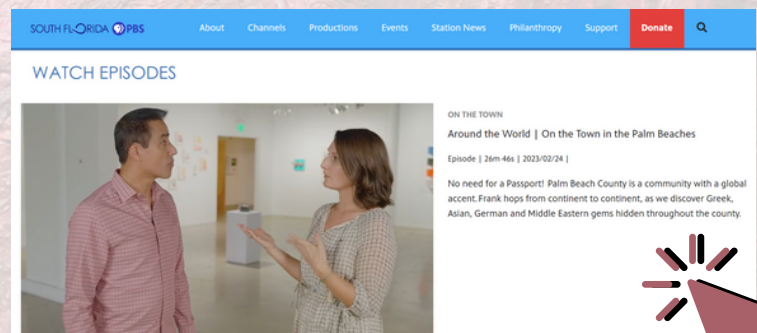 SOUTH FLORIDA PBS
About Channels Productions Events Station News Philanthropy Support Donate
WATCH EPISODES
ON THE TOWN
Around the World | On the Town in the Palm Beaches
Episode | 26m 46s | 2023/02/24 |
No need for a Passport! Palm Beach County is a community with a global
accent. Frank hops from continent to continent, as we discover Greek,
Asian, German and Middle Eastern gems hidden throughout the county.